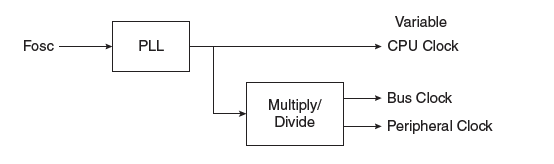 Variable
Fosc
PLL
CPU Clock
Multiply/
Divide
Bus Clock
Peripheral Clock